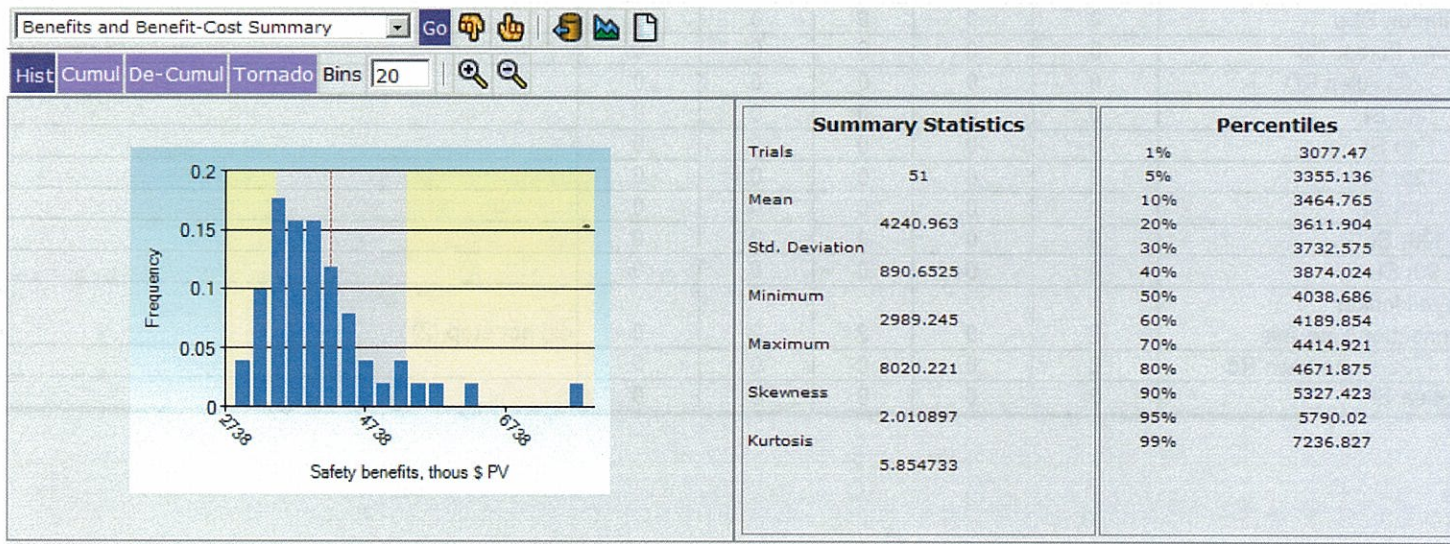 Benefits and Benefit-Cost Summary Go
Hist Cumul De-Cumul Tornado Bins 20
0.2
0.15
0.1
0.05
0
Frequency
2738 4738 6738
Safety benefits, thous $ PV
Summary Statistics
Trials
51
Mean
4240.963
Std. Deviation
890.6525
Minimum
2989.245
Maximum
8020.221
Skewness
2.010897
Kurtosis
5.854733
Percentiles
1% 3077.47
5% 3355.136
10% 3464.765
20% 3611.904
30% 3732.575
40% 3874.024
50% 4038.686
60% 4189.854
70% 4414.921
80% 4671.875
90% 5327.423
95% 5790.02
99% 7236.827